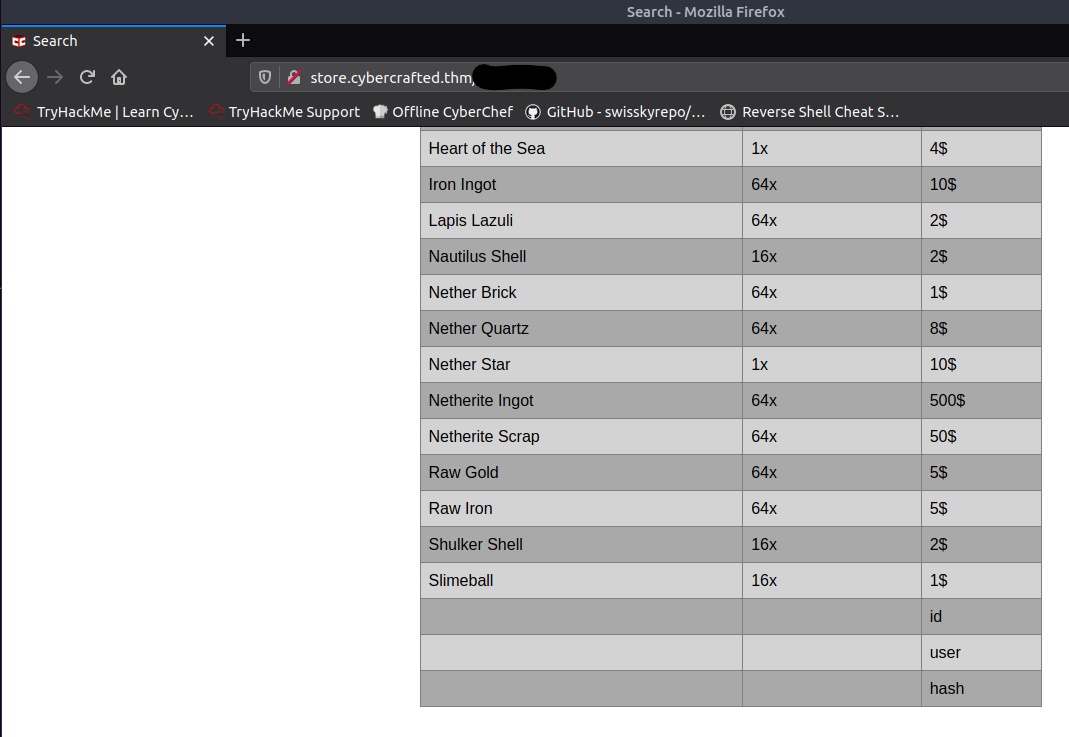 Search - Mozilla Firefox
Search
store.cybercrafted.thm/
TryHackMe | Learn Cy… TryHackMe Support Offline CyberChef GitHub - swisskyrepo/… Reverse Shell Cheat S…
Heart of the Sea 1x 4$
Iron Ingot 64x 10$
Lapis Lazuli 64x 2$
Nautilus Shell 16x 2$
Nether Brick 64x 1$
Nether Quartz 64x 8$
Nether Star 1x 10$
Netherite Ingot 64x 500$
Netherite Scrap 64x 50$
Raw Gold 64x 5$
Raw Iron 64x 5$
Shulker Shell 16x 2$
Slimeball 16x 1$
id
user
hash